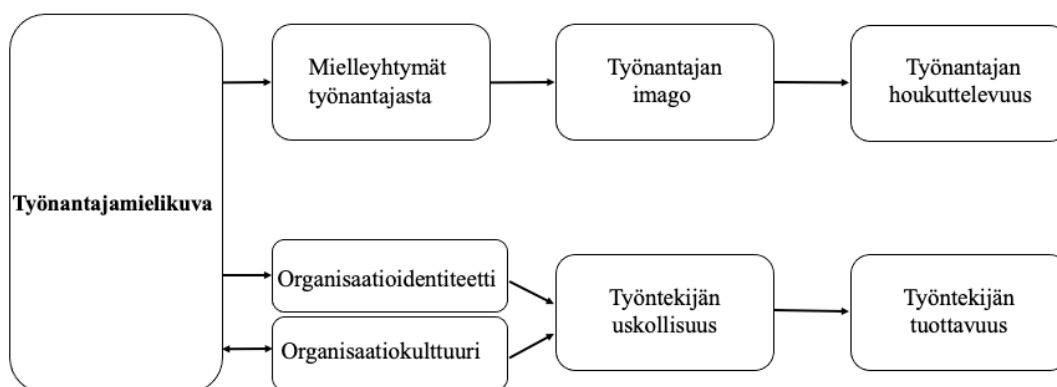 Mielleyhtymät
työnantajasta
Työnantajan
imago
Työnantajan
houkuttelevuus
Työnantajamielikuva
Organisaatioidentiteetti
Organisaatiokulttuuri
Työntekijän
uskollisuus
Työntekijän
tuottavuus